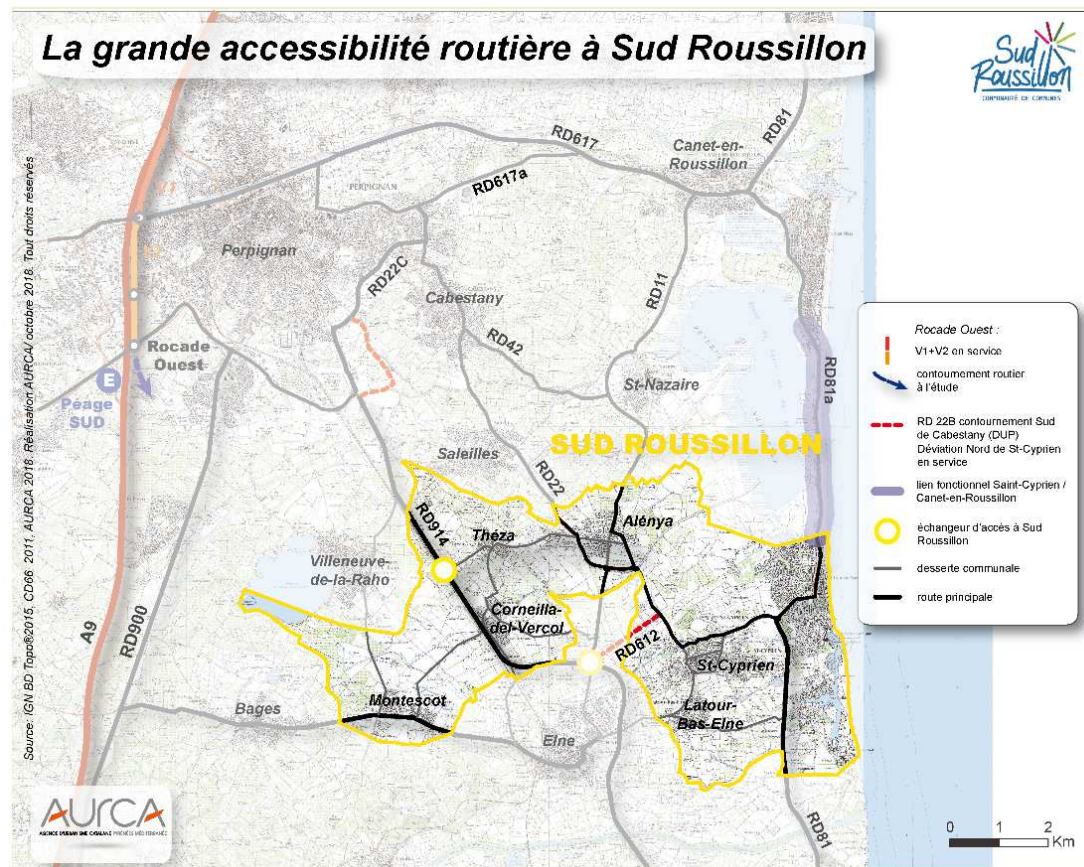 La grande accessibilité routière à Sud Roussillon
Sud
Roussillon
COMMUNAUTÉ DE COMMUNES
RD81
RD617
Canet-en-
Roussillon
RD617a
PERPIGNAN
Perpignan
RD22C
Cabestany
RD11
RD42
Rocade
Ouest
E
Péage
SUD
St-Nazaire
RD81a
Saleilles
SUD ROUSSILLON
RD22
RD914
Théza
Alénya
Villeneuve-
de-la-Raho
Corneilla-
del-Vercol
RD612
St-Cyprien
A9
RD900
Montescot
Latour-
Bas-Elne
Bages
Elne
RD81
Rocade Ouest :
V1+V2 en service
contournement routier
à l'étude
RD 22B contournement Sud
de Cabestany (DUP)
Déviation Nord de St-Cyprien
en service
lien fonctionnel Saint-Cyprien /
Canet-en-Roussillon
échangeur d'accès à Sud
Roussillon
desserte communale
route principale
Source: IGN BD Topo®2015, CD66 2011, AURCA 2018. Réalisation AURCA/ octobre 2018. Tout droits réservés
AURCA
AGENCE D'URBANISME CATALANE PYRÉNÉES MÉDITERRANÉE
0 1 2
Km